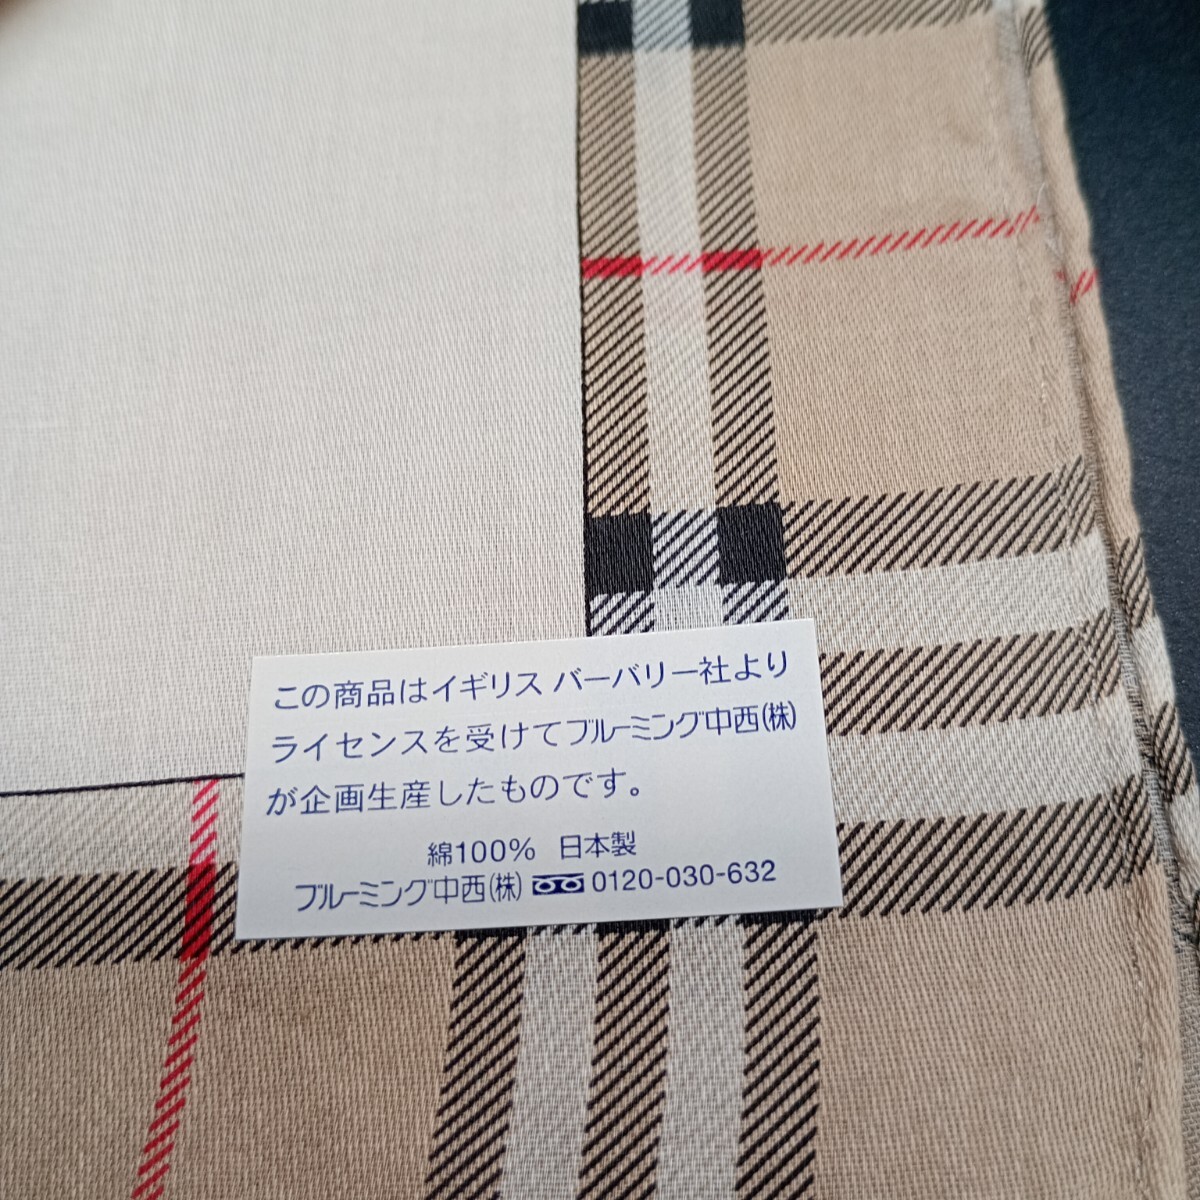 この商品はイギリス バーバリー社より
ライセンスを受けてブルーミング中西(株)
が企画生産したものです。
綿100% 日本製
ブルーミング中西(株) 0120-030-632